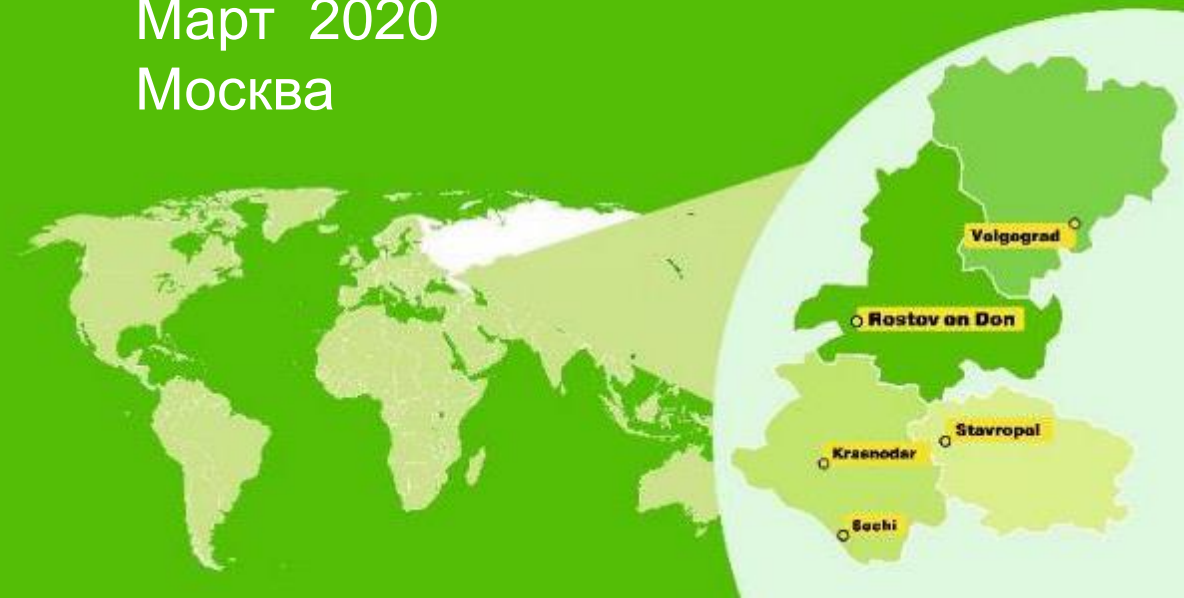 Март 2020
Москва
Volgograd
Rostov on Don
Stavropol
Krasnodar
Sochi